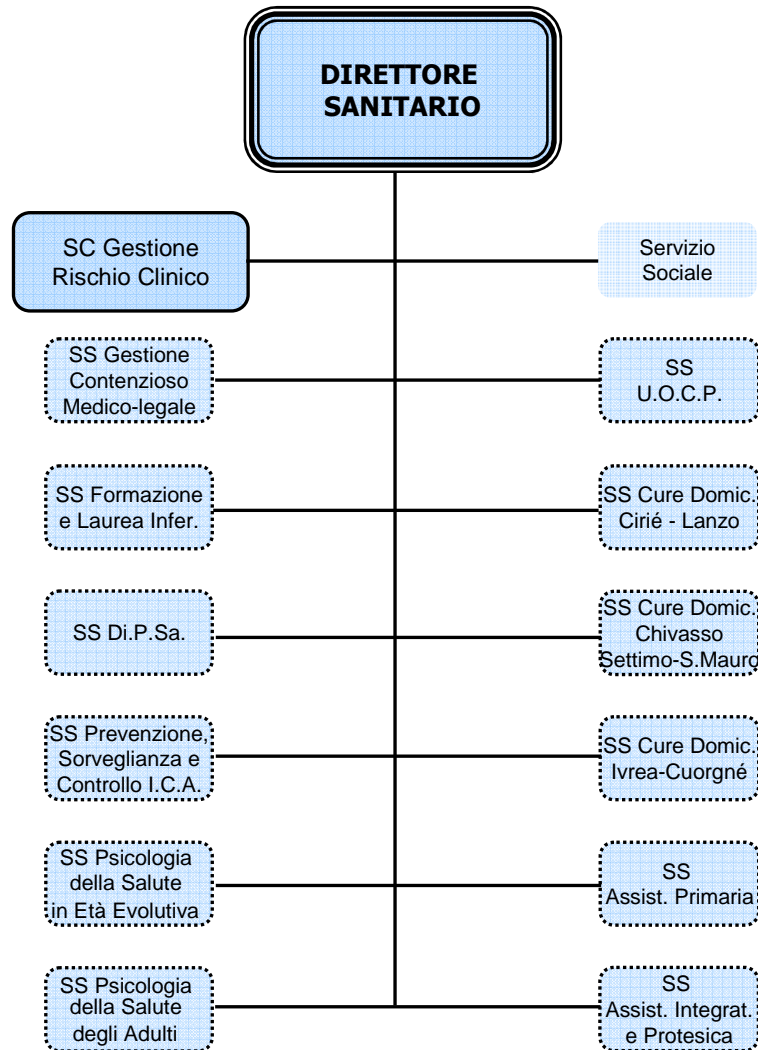 DIRETTORE
SANITARIO
SC Gestione
Rischio Clinico
Servizio
Sociale
SS Gestione
Contenzioso
Medico-legale
SS
U.O.C.P.
SS Formazione
e Laurea Infer.
SS Cure Domic.
Cirié - Lanzo
SS Di.P.Sa.
SS Cure Domic.
Chivasso
Settimo-S.Mauro
SS Prevenzione,
Sorveglianza e
Controllo I.C.A.
SS Cure Domic.
Ivrea-Cuorgné
SS Psicologia
della Salute
in Età Evolutiva
SS
Assist. Primaria
SS Psicologia
della Salute
degli Adulti
SS
Assist. Integrat.
e Protesica